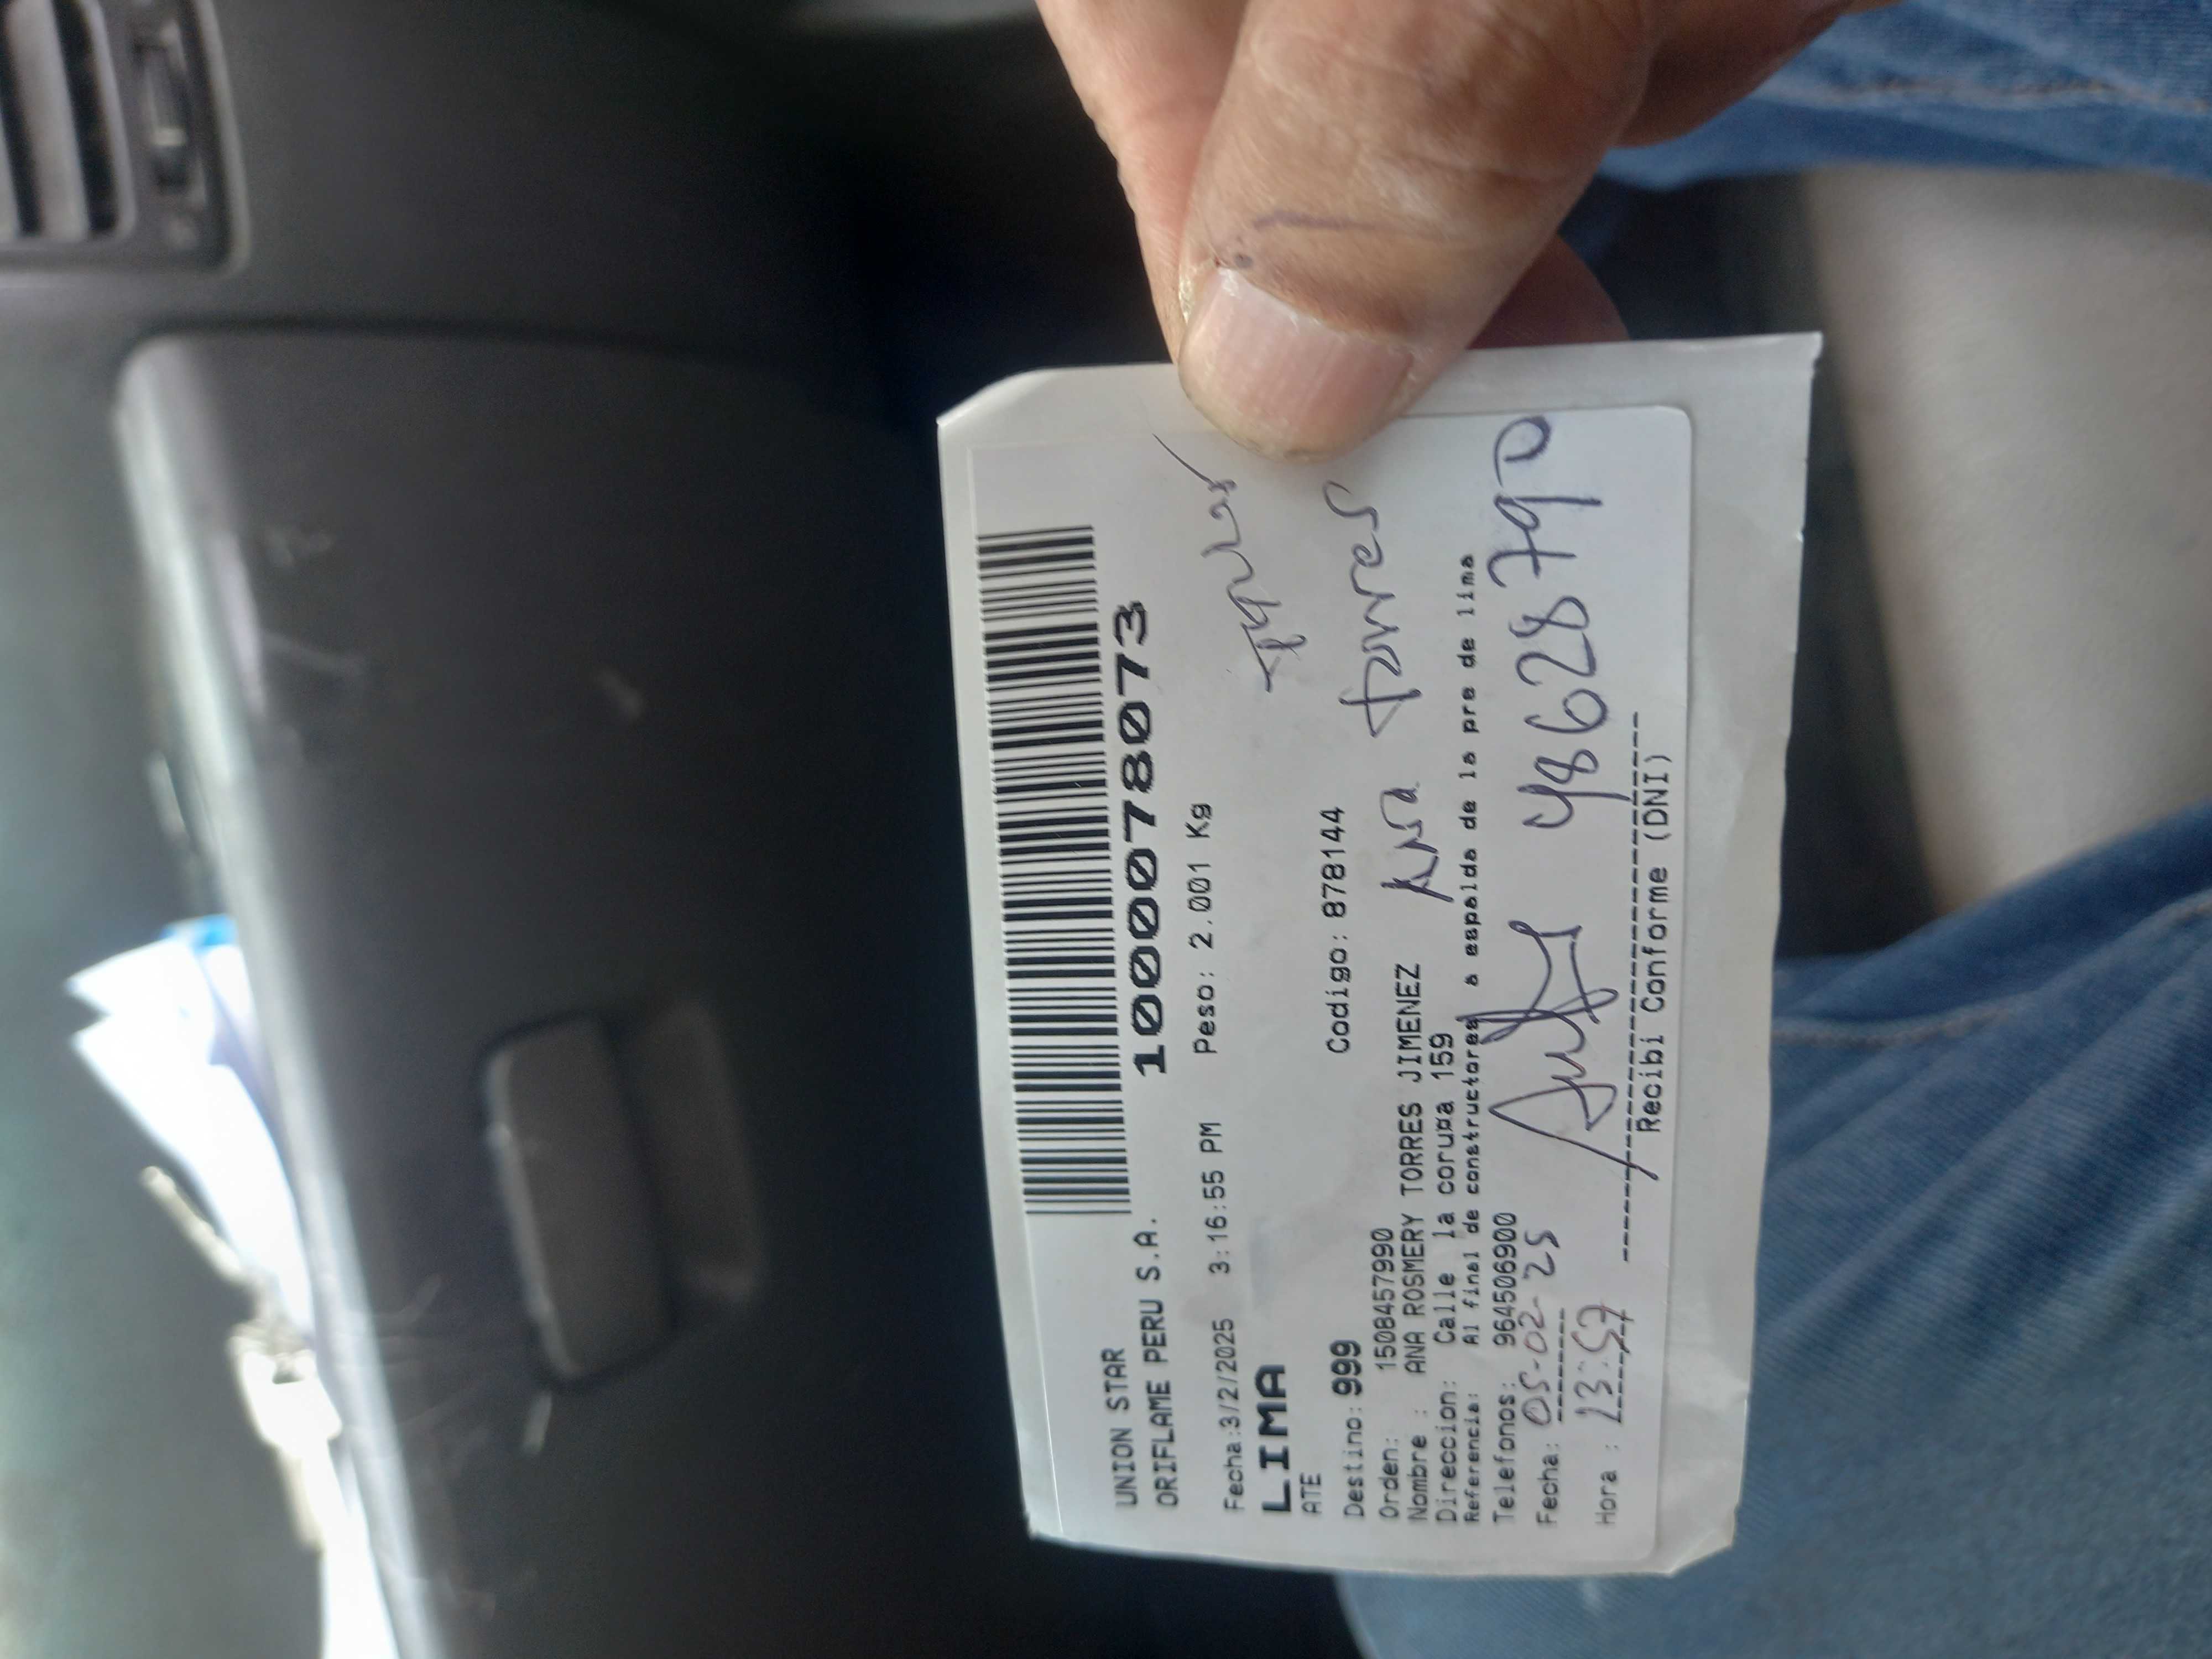 UNION STAR
ORIFLAME PERU S.A. 10000780073
Fecha:3/2/2025 3:16:55 PM Peso: 2.001 Kg
LIMA
ATE
Destino: 999 Codigo: 878144
Orden: 1508457990
Nombre : ANA ROSMERY TORRES JIMENEZ Ana torres
Direccion: Calle la coruna 159
Referencia: Al final de constructores a espalda de la pre de lima
Telefonos: 964506900
Fecha: 05-02-25 48628790
Hora : 13:57
Recibi Conforme (DNI)